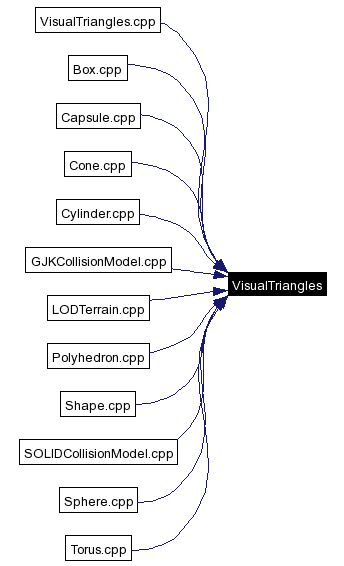 VisualTriangles.cpp
Box.cpp
Capsule.cpp
Cone.cpp
Cylinder.cpp
GJKCollisionModel.cpp
VisualTriangles
LODTerrain.cpp
Polyhedron.cpp
Shape.cpp
SOLIDCollisionModel.cpp
Sphere.cpp
Torus.cpp